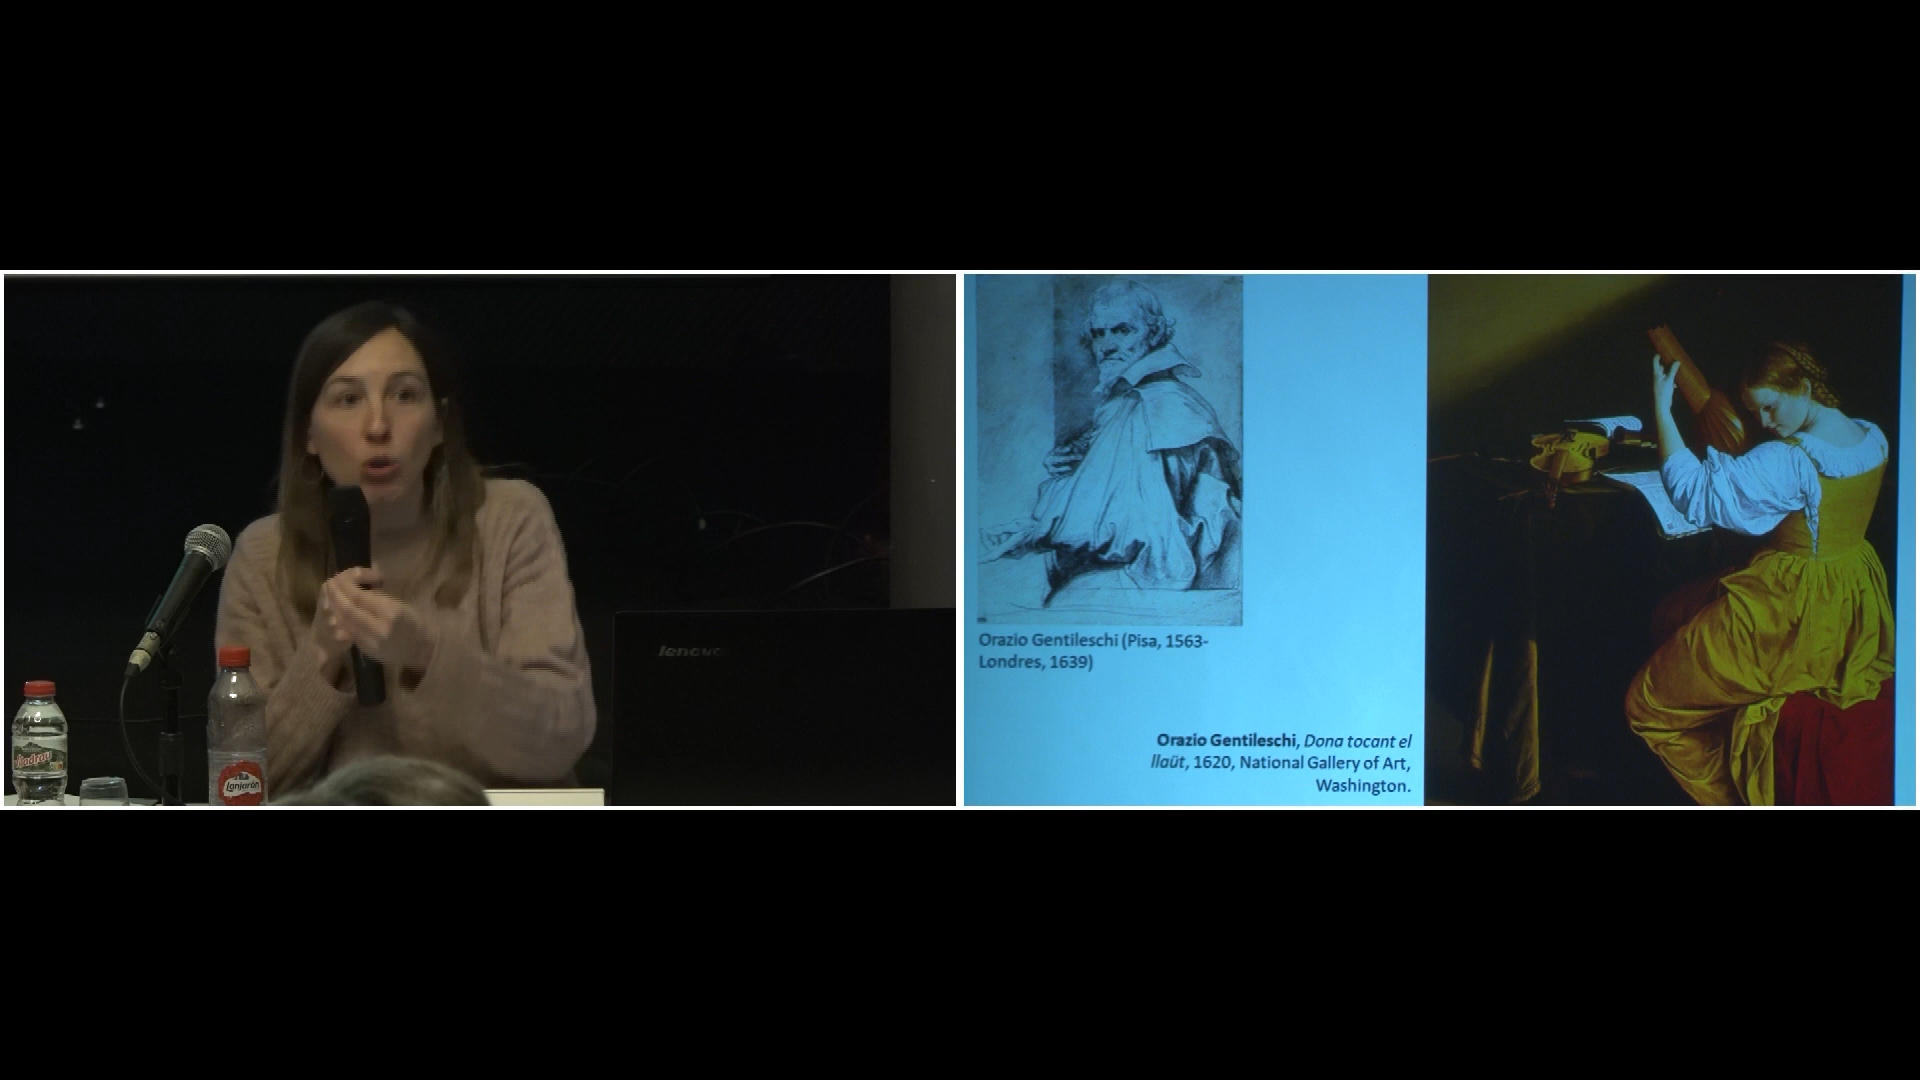 lenovo
Vladrau
Lanjarón
Orazio Gentileschi (Pisa, 1563-
Londres, 1639)
Orazio Gentileschi, Dona tocant el
llaüt, 1620, National Gallery of Art,
Washington.